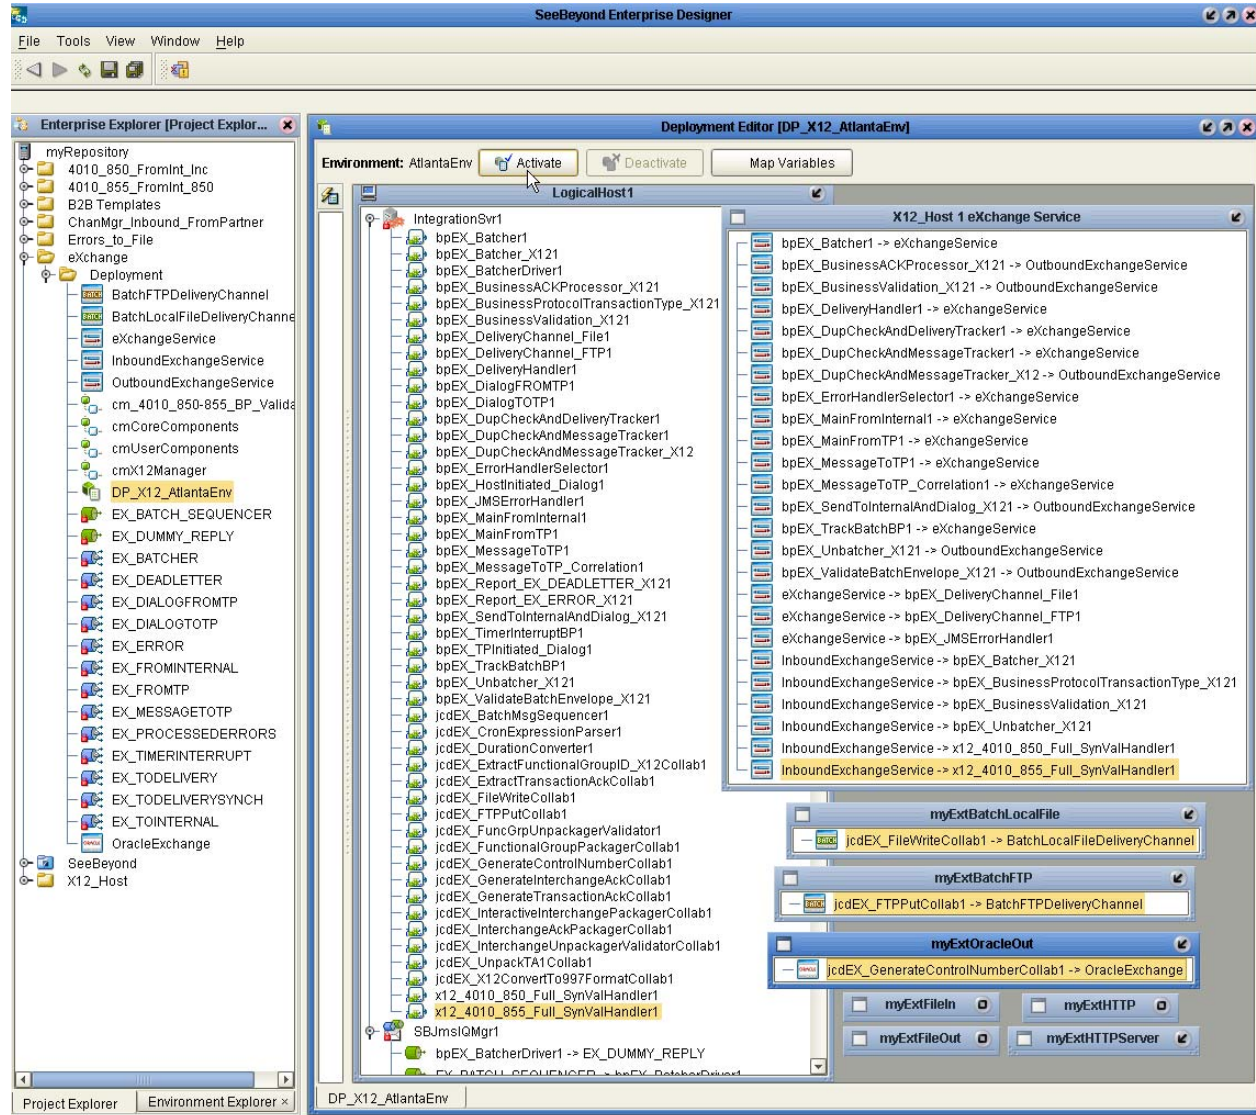 SeeBeyond Enterprise Designer
File Tools View Window Help
Enterprise Explorer [Project Explor...
myRepository
4010_850_FromInt_Inc
4010_855_FromInt_850
B2B Templates
ChanMgr_Inbound_FromPartner
Errors_to_File
eXchange
Deployment
BatchFTPDeliveryChannel
BatchLocalFileDeliveryChanne
eXchangeService
InboundExchangeService
OutboundExchangeService
cm_4010_850-855_BP_Valida
cmCoreComponents
cmUserComponents
cmX12Manager
DP_X12_AtlantaEnv
EX_BATCH_SEQUENCER
EX_DUMMY_REPLY
EX_BATCHER
EX_DEADLETTER
EX_DIALOGFROMTP
EX_DIALOGTOTP
EX_ERROR
EX_FROMINTERNAL
EX_FROMTP
EX_MESSAGETOTP
EX_PROCESSEDERRORS
EX_TIMERINTERRUPT
EX_TODELIVERY
EX_TODELIVERYSYNCH
EX_TOINTERNAL
OracleExchange
SeeBeyond
X12_Host
Project Explorer Environment Explorer ×
Deployment Editor [DP_X12_AtlantaEnv]
Environment: AtlantaEnv Activate Deactivate Map Variables
LogicalHost1
IntegrationSvr1
bpEX_Batcher1
bpEX_Batcher_X121
bpEX_BatcherDriver1
bpEX_BusinessACKProcessor_X121
bpEX_BusinessProtocolTransactionType_X121
bpEX_BusinessValidation_X121
bpEX_DeliveryChannel_File1
bpEX_DeliveryChannel_FTP1
bpEX_DeliveryHandler1
bpEX_DialogFROMTP1
bpEX_DialogTOTP1
bpEX_DupCheckAndDeliveryTracker1
bpEX_DupCheckAndMessageTracker1
bpEX_DupCheckAndMessageTracker_X12
bpEX_ErrorHandlerSelector1
bpEX_HostInitiated_Dialog1
bpEX_JMSErrorHandler1
bpEX_MainFromInternal1
bpEX_MainFromTP1
bpEX_MessageToTP1
bpEX_MessageToTP_Correlation1
bpEX_Report_EX_DEADLETTER_X121
bpEX_Report_EX_ERROR_X121
bpEX_SendToInternalAndDialog_X121
bpEX_TimerInterruptBP1
bpEX_TPInitiated_Dialog1
bpEX_TrackBatchBP1
bpEX_Unbatcher_X121
bpEX_ValidateBatchEnvelope_X121
jcdEX_BatchMsgSequencer1
jcdEX_CronExpressionParser1
jcdEX_DurationConverter1
jcdEX_ExtractFunctionalGroupID_X12Collab1
jcdEX_ExtractTransactionAckCollab1
jcdEX_FileWriteCollab1
jcdEX_FTPPutCollab1
jcdEX_FuncGrpUnpackagerValidator1
jcdEX_FunctionalGroupPackagerCollab1
jcdEX_GenerateControlNumberCollab1
jcdEX_GenerateInterchangeAckCollab1
jcdEX_GenerateTransactionAckCollab1
jcdEX_InteractiveInterchangePackagerCollab1
jcdEX_InterchangeAckPackagerCollab1
jcdEX_InterchangeUnpackagerValidatorCollab1
jcdEX_UnpackTA1Collab1
jcdEX_X12ConvertTo997FormatCollab1
x12_4010_850_Full_SynValHandler1
x12_4010_855_Full_SynValHandler1
SBJmsIQMgr1
bpEX_BatcherDriver1 -> EX_DUMMY_REPLY
EX_BATCH_SEQUENCER -> bpEX_BatcherDriver1
X12_Host 1 eXchange Service
bpEX_Batcher1 -> eXchangeService
bpEX_BusinessACKProcessor_X121 -> OutboundExchangeService
bpEX_BusinessValidation_X121 -> OutboundExchangeService
bpEX_DeliveryHandler1 -> eXchangeService
bpEX_DupCheckAndDeliveryTracker1 -> eXchangeService
bpEX_DupCheckAndMessageTracker1 -> eXchangeService
bpEX_DupCheckAndMessageTracker_X12 -> OutboundExchangeService
bpEX_ErrorHandlerSelector1 -> eXchangeService
bpEX_MainFromInternal1 -> eXchangeService
bpEX_MainFromTP1 -> eXchangeService
bpEX_MessageToTP1 -> eXchangeService
bpEX_MessageToTP_Correlation1 -> eXchangeService
bpEX_SendToInternalAndDialog_X121 -> OutboundExchangeService
bpEX_TrackBatchBP1 -> eXchangeService
bpEX_Unbatcher_X121 -> OutboundExchangeService
bpEX_ValidateBatchEnvelope_X121 -> OutboundExchangeService
eXchangeService -> bpEX_DeliveryChannel_File1
eXchangeService -> bpEX_DeliveryChannel_FTP1
eXchangeService -> bpEX_JMSErrorHandler1
InboundExchangeService -> bpEX_Batcher_X121
InboundExchangeService -> bpEX_BusinessProtocolTransactionType_X121
InboundExchangeService -> bpEX_BusinessValidation_X121
InboundExchangeService -> bpEX_Unbatcher_X121
InboundExchangeService -> x12_4010_850_Full_SynValHandler1
InboundExchangeService -> x12_4010_855_Full_SynValHandler1
myExtBatchLocalFile
jcdEX_FileWriteCollab1 -> BatchLocalFileDeliveryChannel
myExtBatchFTP
jcdEX_FTPPutCollab1 -> BatchFTPDeliveryChannel
myExtOracleOut
jcdEX_GenerateControlNumberCollab1 -> OracleExchange
myExtFileIn myExtHTTP
myExtFileOut myExtHTTPServer
DP_X12_AtlantaEnv